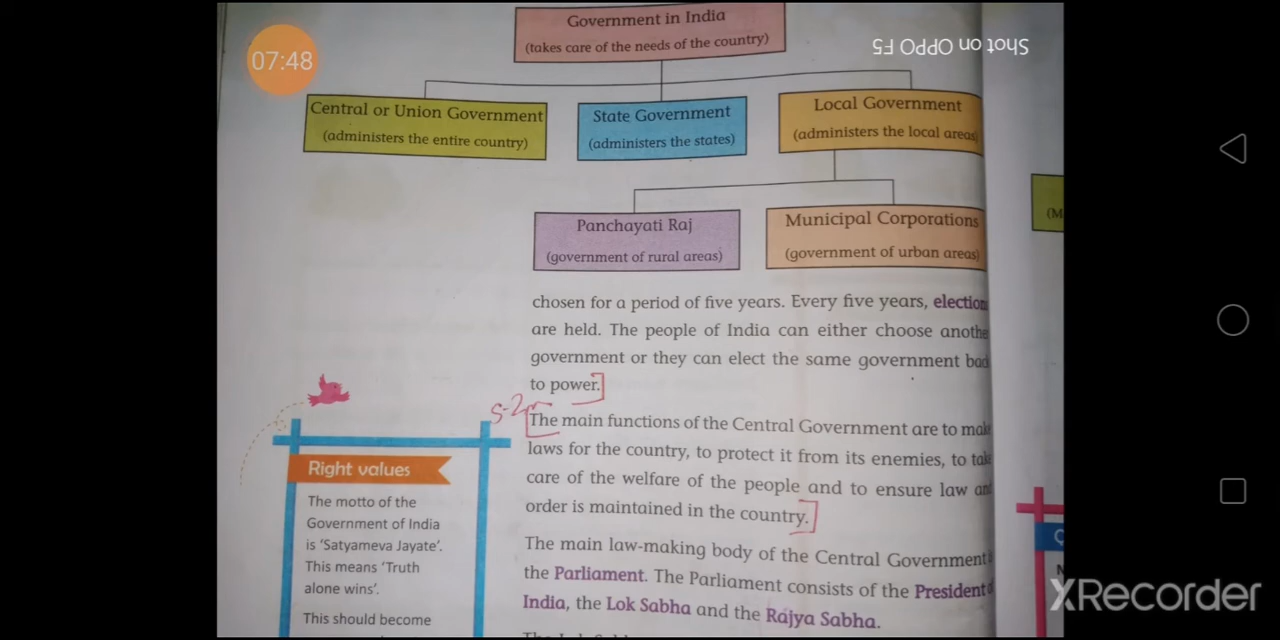 Government in India
(takes care of the needs of the country)
07:48
Shot on OPPO F5
Central or Union Government
(administers the entire country)
State Government
(administers the states)
Local Government
(administers the local areas
Panchayati Raj
(government of rural areas)
Municipal Corporations
(government of urban areas)
(M
chosen for a period of five years. Every five years, election
are held. The people of India can either choose anothe
government or they can elect the same government ba
to power.
S-2
The main functions of the Central Government are to mak
laws for the country, to protect it from its enemies, to tak
care of the welfare of the people and to ensure law an
order is maintained in the country.
The main law-making body of the Central Government
the Parliament. The Parliament consists of the President
India, the Lok Sabha and the Rajya Sabha.
Right values
The motto of the
Government of India
is 'Satyameva Jayate'.
This means 'Truth
alone wins'.
This should become
XRecorder